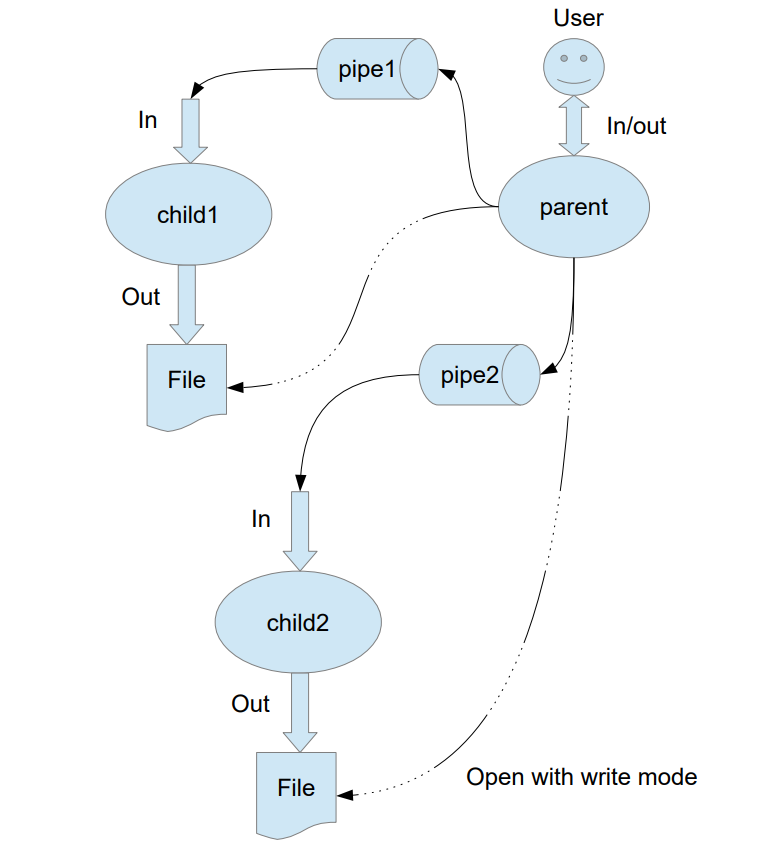 User
pipe1
In
In/out
child1
parent
Out
File
pipe2
In
child2
Out
File
Open with write mode